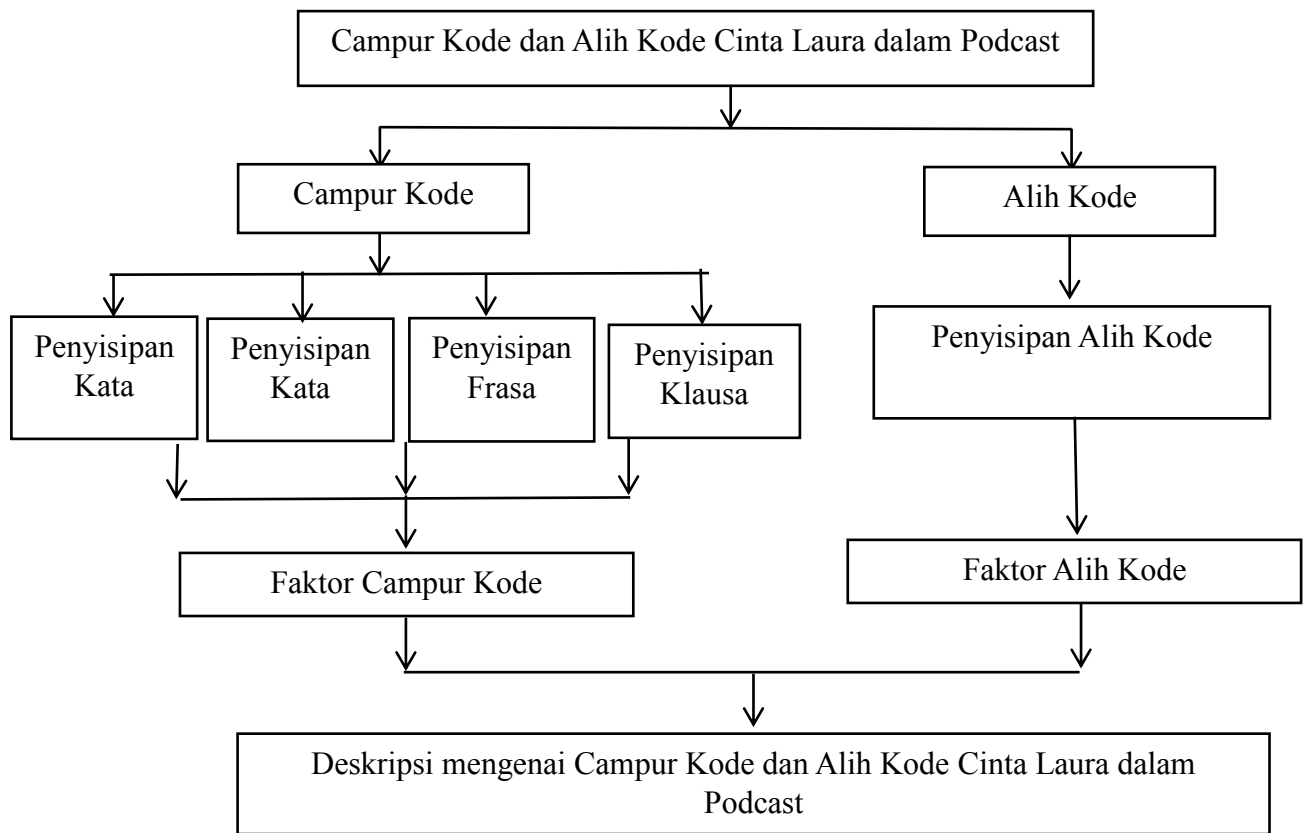 Campur Kode dan Alih Kode Cinta Laura dalam Podcast
Campur Kode
Alih Kode
Penyisipan
Kata
Penyisipan
Kata
Penyisipan
Frasa
Penyisipan
Klausa
Penyisipan Alih Kode
Faktor Campur Kode
Faktor Alih Kode
Deskripsi mengenai Campur Kode dan Alih Kode Cinta Laura dalam
Podcast